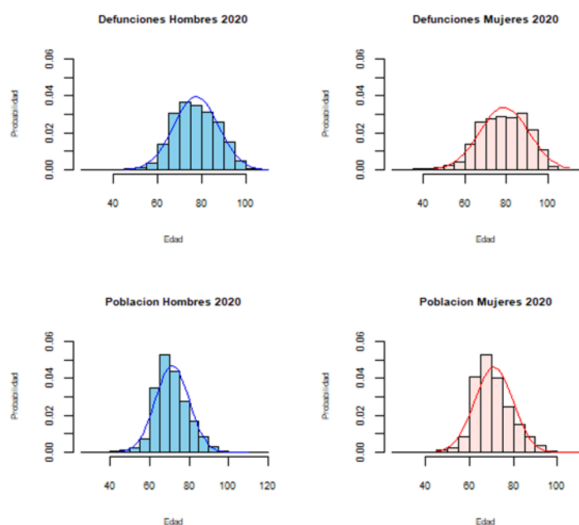 Defunciones Hombres 2020
Probabilidad
0.00 0.02 0.04 0.06
40 60 80 100
Edad
Defunciones Mujeres 2020
Probabilidad
0.00 0.02 0.04 0.06
40 60 80 100
Edad
Poblacion Hombres 2020
Probabilidad
0.00 0.02 0.04 0.06
40 60 80 100 120
Edad
Poblacion Mujeres 2020
Probabilidad
0.00 0.02 0.04 0.06
40 60 80 100
Edad